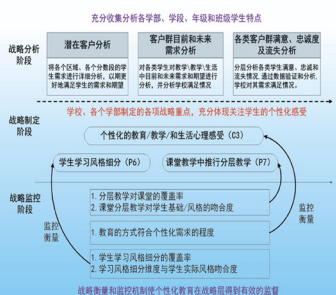 充分收集分析各学部、学段、年级和班级学生特点
战略分析
阶段
潜在客户分析
将各个区域、各个分数段的学
生需求进行详细分析，以期更
好地满足学生的需求和期望
客户群目前和未来
需求分析
各类学生对教学\教学\生活
中目前和未来需求和期望进
行分析，并分析学校满足情况
各类客户群满意、忠诚度
及流失分析
分层分析各类学生满意、忠诚和
流失情况，通过数据验证和分析，
学校对其需求满足情况。
学校、各个学部制定的各项战略重点，充分体现关注学生的个性化感受
战略制定
阶段
个性化的教育/教学/和生活心理感受（C3）
学生学习风格细分（P6）
课堂教学中推行分层教学（P7）
战略监控
阶段
1. 分层教学对课堂的覆盖率
2. 课堂分层教学对学生基础/风格的吻合度
监控
衡量
1. 教育的方式符合个性化需求的程度
监控
衡量
1. 学生学习风格细分的覆盖率
2. 学习风格细分维度与学生实际风格吻合度
战略衡量和监控机制使个性化教育在战略层得到有效的监督